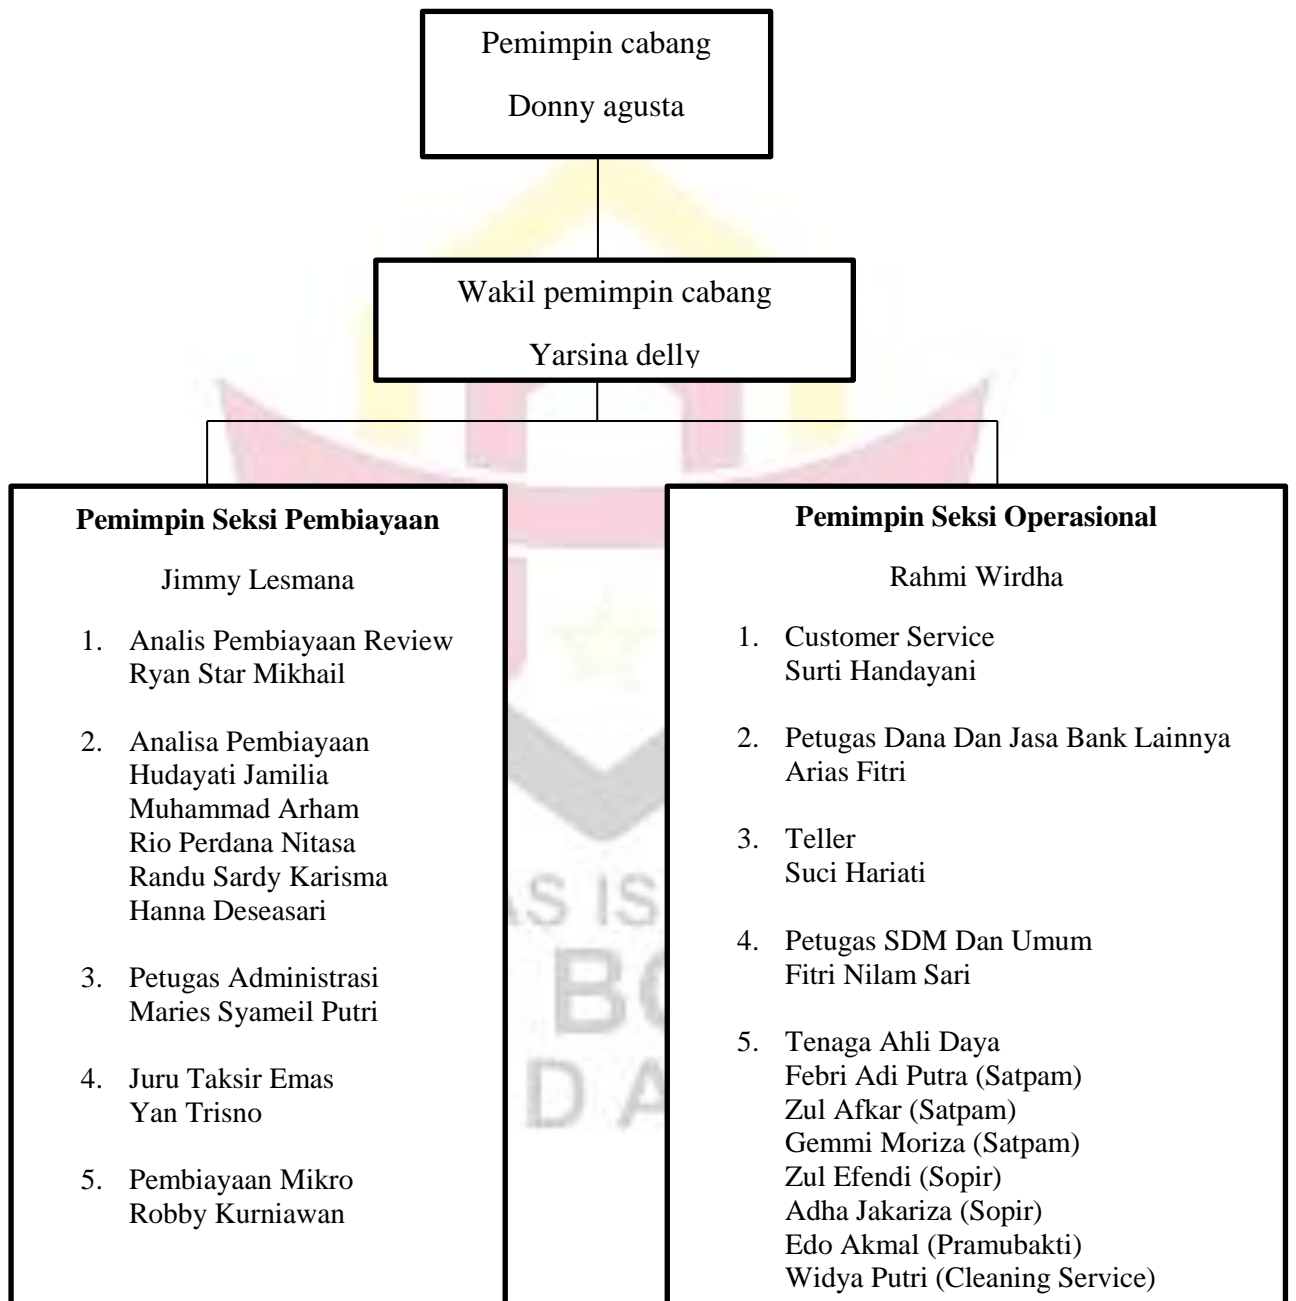 Pemimpin cabang
Donny agusta
Wakil pemimpin cabang
Yarsina delly
Pemimpin Seksi Pembiayaan
Jimmy Lesmana
1. Analis Pembiayaan Review
Ryan Star Mikhail
2. Analisa Pembiayaan
Hudayati Jamilia
Muhammad Arham
Rio Perdana Nitasa
Randu Sardy Karisma
Hanna Deseasari
3. Petugas Administrasi
Maries Syameil Putri
4. Juru Taksir Emas
Yan Trisno
5. Pembiayaan Mikro
Robby Kurniawan
Pemimpin Seksi Operasional
Rahmi Wirdha
1. Customer Service
Surti Handayani
2. Petugas Dana Dan Jasa Bank Lainnya
Arias Fitri
3. Teller
Suci Hariati
4. Petugas SDM Dan Umum
Fitri Nilam Sari
5. Tenaga Ahli Daya
Febri Adi Putra (Satpam)
Zul Afkar (Satpam)
Gemmi Moriza (Satpam)
Zul Efendi (Sopir)
Adha Jakariza (Sopir)
Edo Akmal (Pramubakti)
Widya Putri (Cleaning Service)